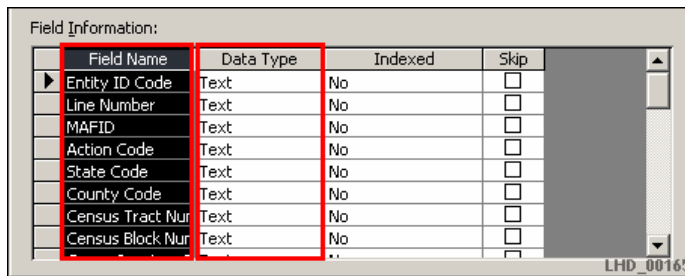 Field Information:
Field Name Data Type Indexed Skip
Entity ID Code Text No
Line Number Text No
MAFID Text No
Action Code Text No
State Code Text No
County Code Text No
Census Tract Nur Text No
Census Block Nur Text No
LHD_00165